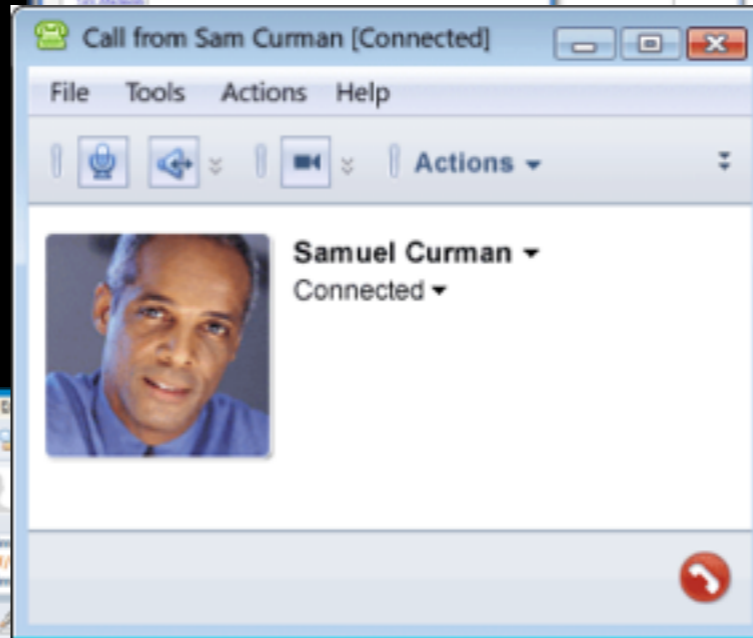 Call from Sam Curman [Connected]
File Tools Actions Help
Actions
Samuel Curman
Connected